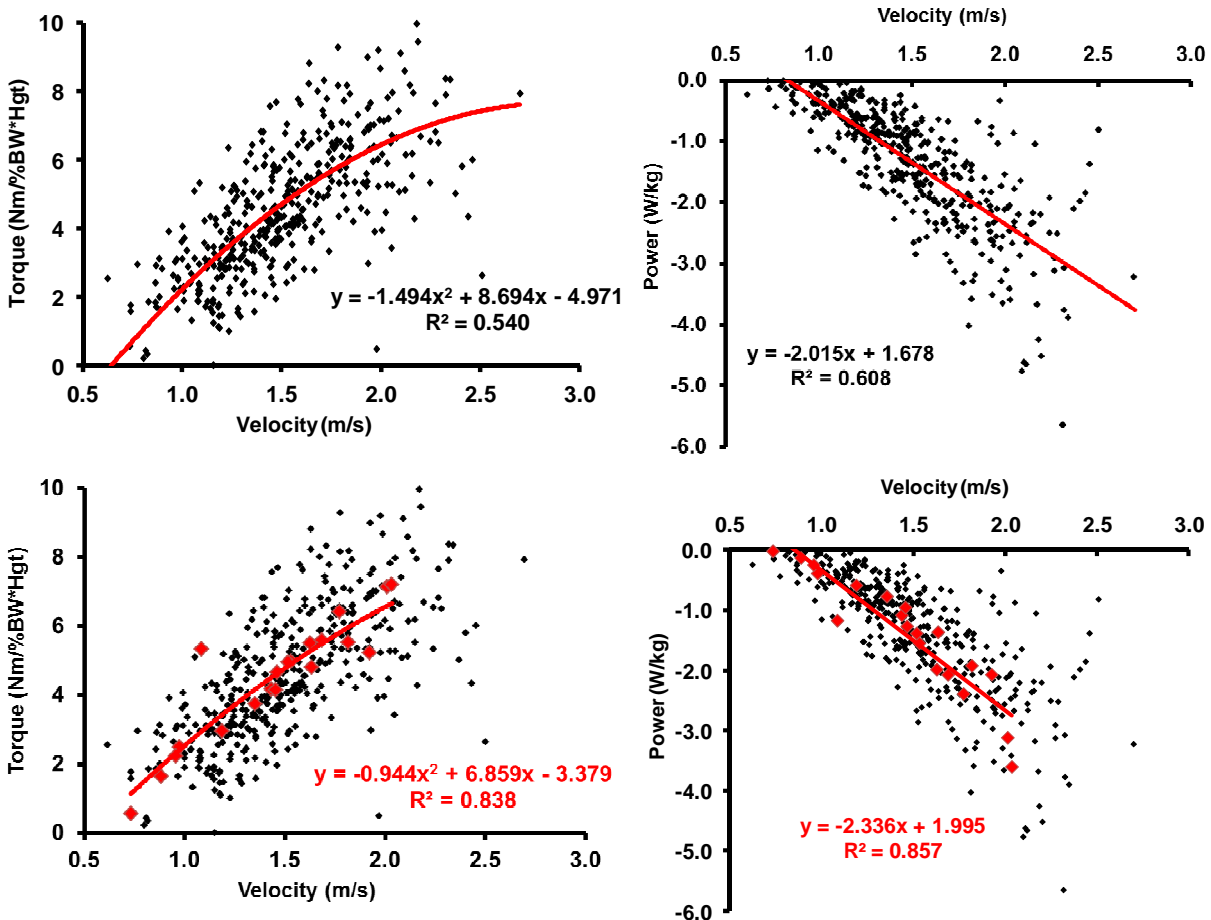 10
8
6
4
2
0
Torque (Nm/%BW*Hgt)
0.5 1.0 1.5 2.0 2.5 3.0
Velocity (m/s)
y = -1.494x² + 8.694x - 4.971
R² = 0.540
Velocity (m/s)
0.5 1.0 1.5 2.0 2.5 3.0
0.0
-1.0
-2.0
-3.0
-4.0
-5.0
-6.0
Power (W/kg)
y = -2.015x + 1.678
R² = 0.608
10
8
6
4
2
0
Torque (Nm/%BW*Hgt)
0.5 1.0 1.5 2.0 2.5 3.0
Velocity (m/s)
y = -0.944x² + 6.859x - 3.379
R² = 0.838
Velocity (m/s)
0.5 1.0 1.5 2.0 2.5 3.0
0.0
-1.0
-2.0
-3.0
-4.0
-5.0
-6.0
Power (W/kg)
y = -2.336x + 1.995
R² = 0.857